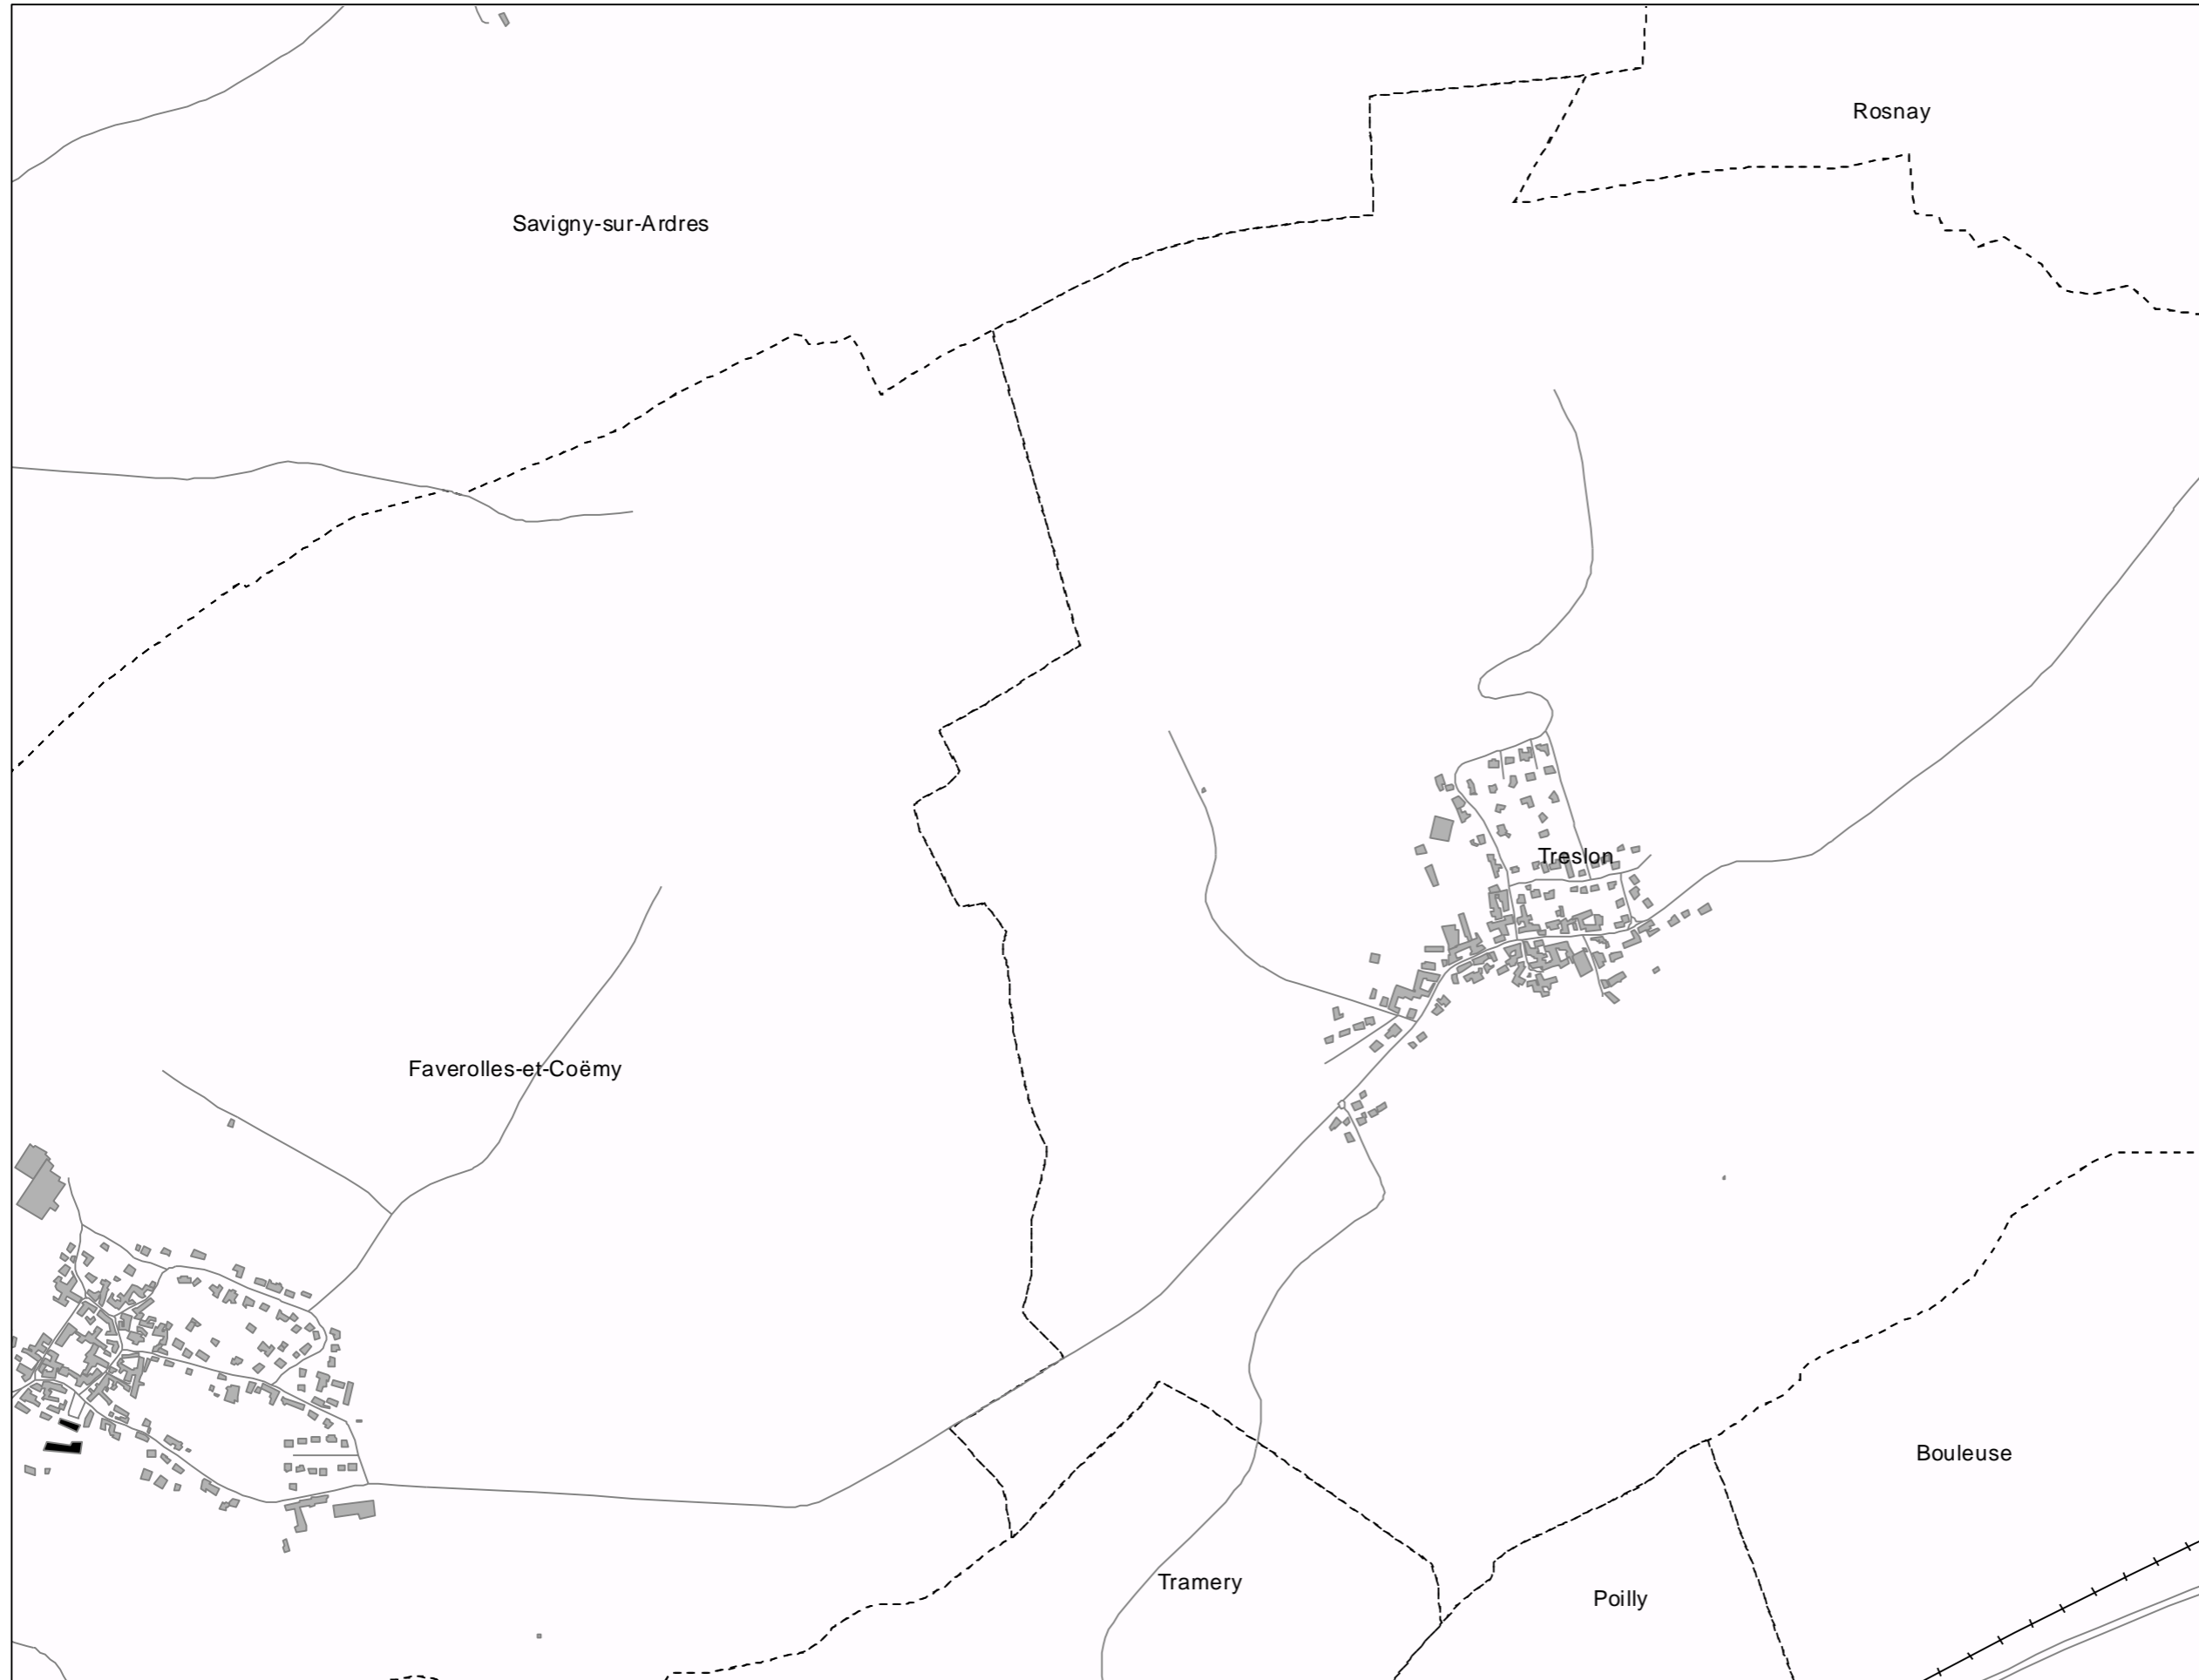 Rosnay
Savigny-sur-Ardres
Treslon
Faverolles-et-Coëmy
Bouleuse
Tramery
Poilly